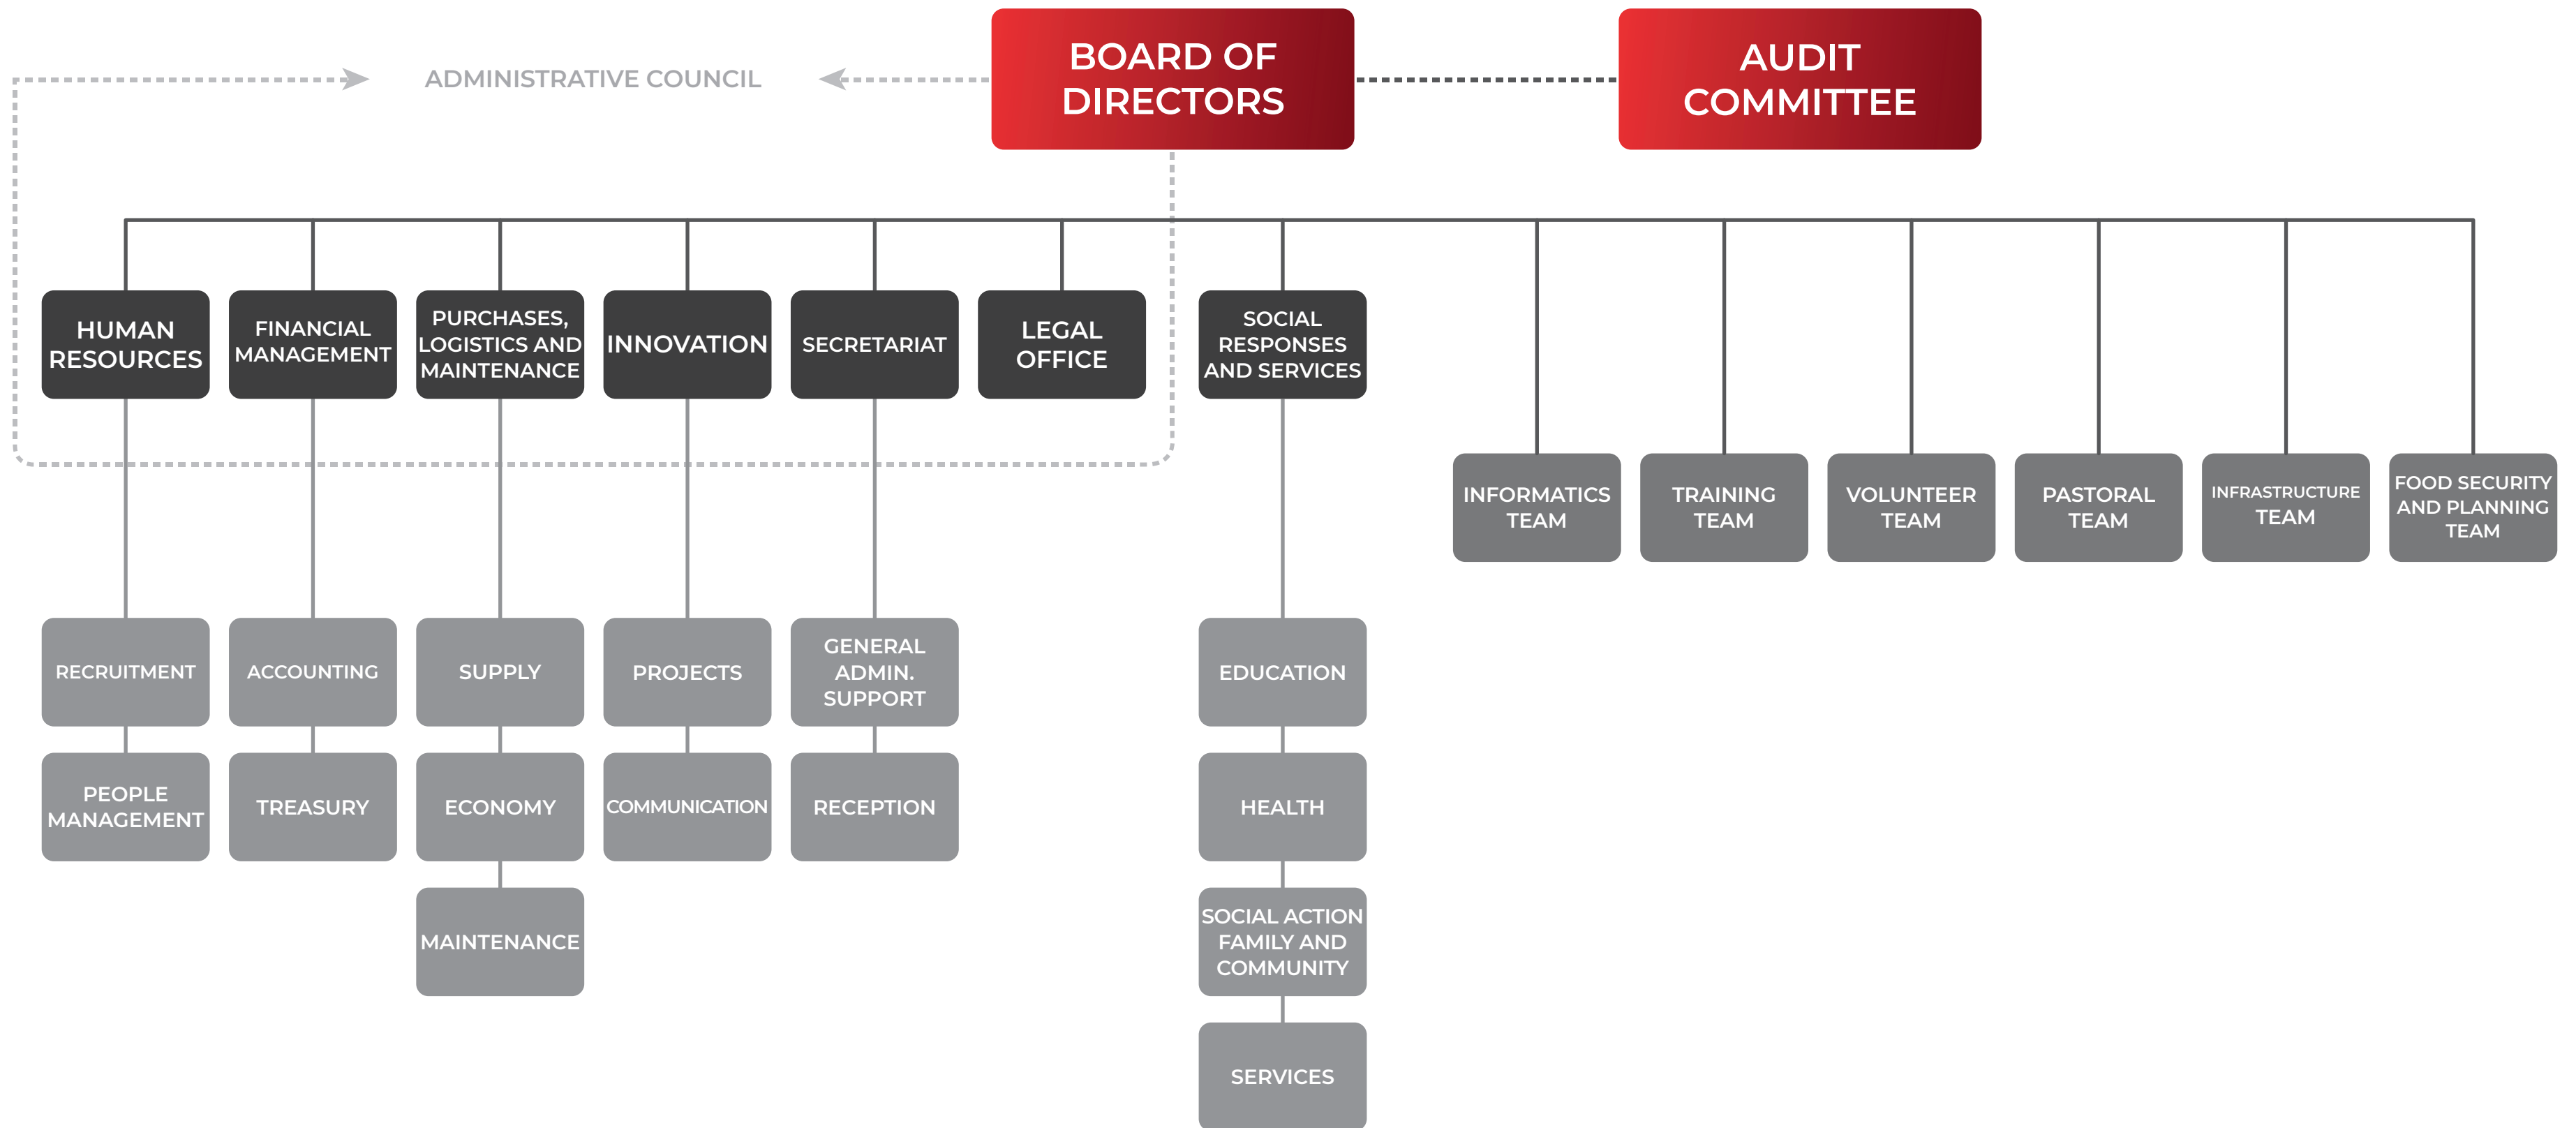 ADMINISTRATIVE COUNCIL
BOARD OF
DIRECTORS
AUDIT
COMMITTEE
HUMAN
RESOURCES
FINANCIAL
MANAGEMENT
PURCHASES,
LOGISTICS AND
MAINTENANCE
INNOVATION
SECRETARIAT
LEGAL
OFFICE
SOCIAL
RESPONSES
AND SERVICES
INFORMATICS
TEAM
TRAINING
TEAM
VOLUNTEER
TEAM
PASTORAL
TEAM
INFRASTRUCTURE
TEAM
FOOD SECURITY
AND PLANNING
TEAM
RECRUITMENT
ACCOUNTING
SUPPLY
PROJECTS
GENERAL
ADMIN.
SUPPORT
EDUCATION
PEOPLE
MANAGEMENT
TREASURY
ECONOMY
COMMUNICATION
RECEPTION
HEALTH
MAINTENANCE
SOCIAL ACTION
FAMILY AND
COMMUNITY
SERVICES